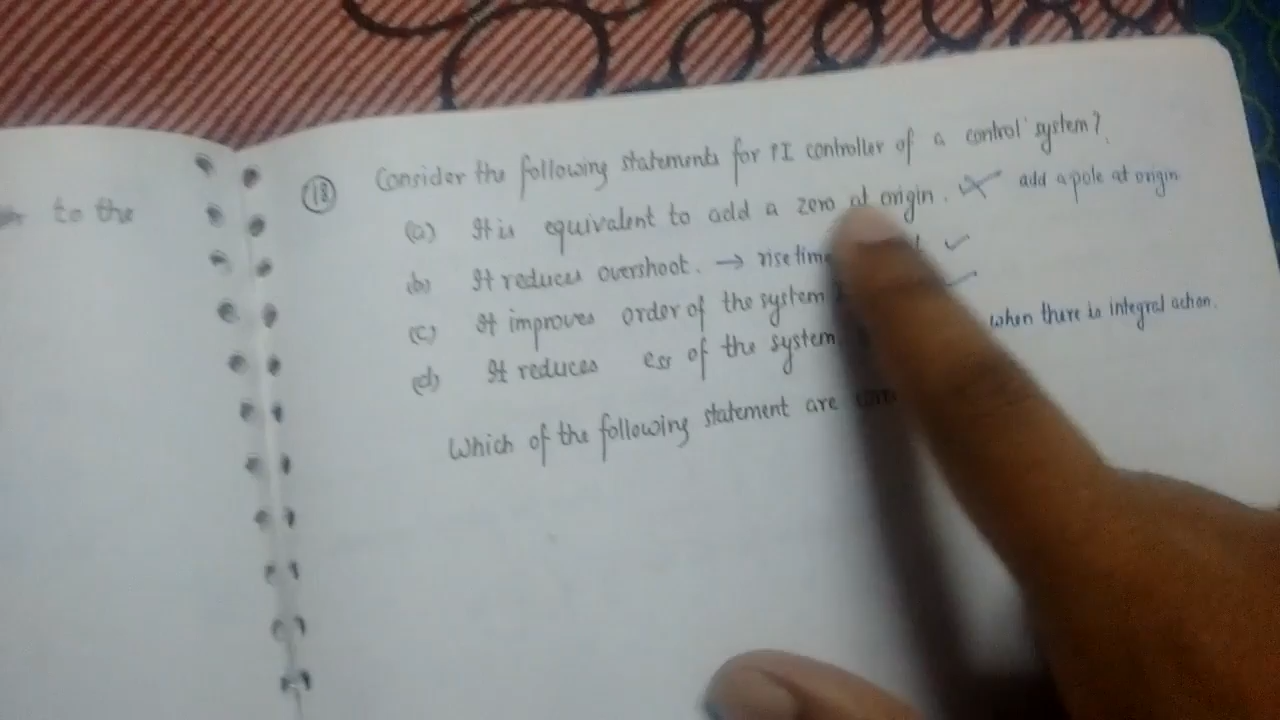 to the
(18) Consider the following statements for PI controller of a control system?
(a) It is equivalent to add a zero at origin. ✗ add a pole at origin
(b) It reduces overshoot. → rise time ✓
(c) It improves order of the system ✓
(d) It reduces ess of the system when there is integral action.
Which of the following statement are